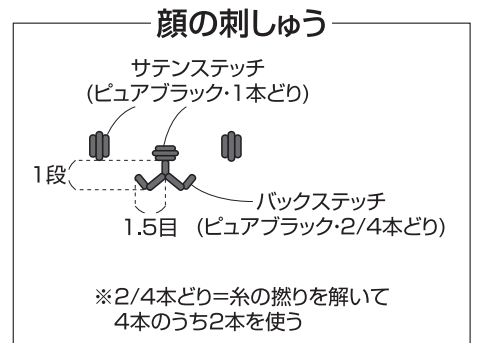 顔の刺しゅう
サテンステッチ
(ピュアブラック・1本どり)
1段
1.5目
バックステッチ
(ピュアブラック・2/4本どり)
※2/4本どり=糸の撚りを解いて
4本のうち2本を使う